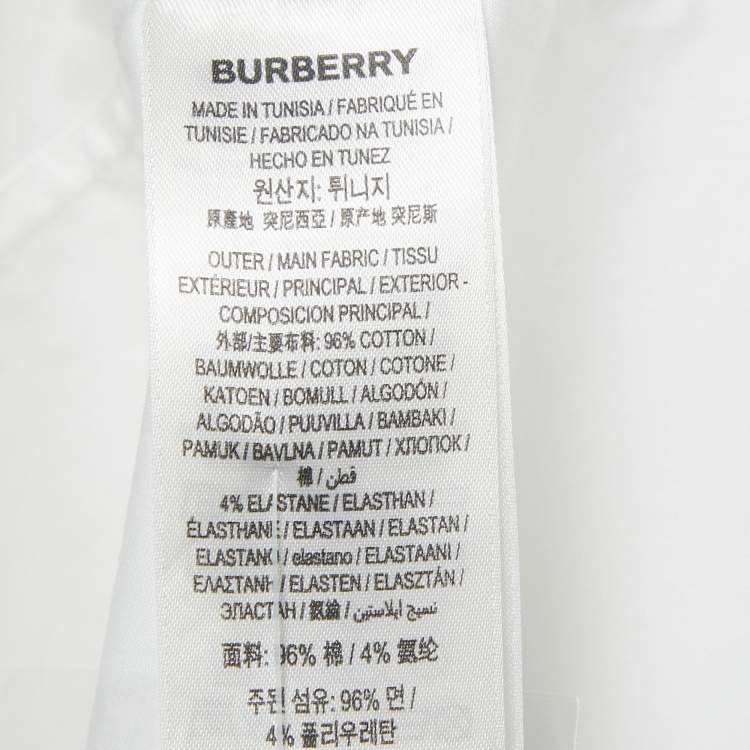 BURBERRY
MADE IN TUNISIA / FABRIQUÉ EN
TUNISIE / FABRICADO NA TUNISIA /
HECHO EN TUNEZ
원산지: 튀니지
原產地 突尼西亞 / 原产地 突尼斯
OUTER / MAIN FABRIC / TISSU
EXTÉRIEUR / PRINCIPAL / EXTERIOR -
COMPOSICION PRINCIPAL /
外部/主要布料: 96% COTTON /
BAUMWOLLE / COTON / COTONE /
KATOEN / BOMULL / ALGODÓN /
ALGODÃO / PUUVILLA / BAMBAKI /
PAMUK / BAVLNA / PAMUT / ХЛОПОК /
棉 / قطن
4% ELASTANE / ELASTHAN /
ÉLASTHANE / ELASTAAN / ELASTAN /
ELASTANO / elastano / ELASTAANI /
ΕΛΑΣΤΑΝΗ / ELASTEN / ELASZTÁN /
ЭЛАСТАН / 氨綸 / نسيج ايلاستين
面料: 96% 棉 / 4% 氨纶
주된 섬유: 96% 면 /
4% 폴리우레탄